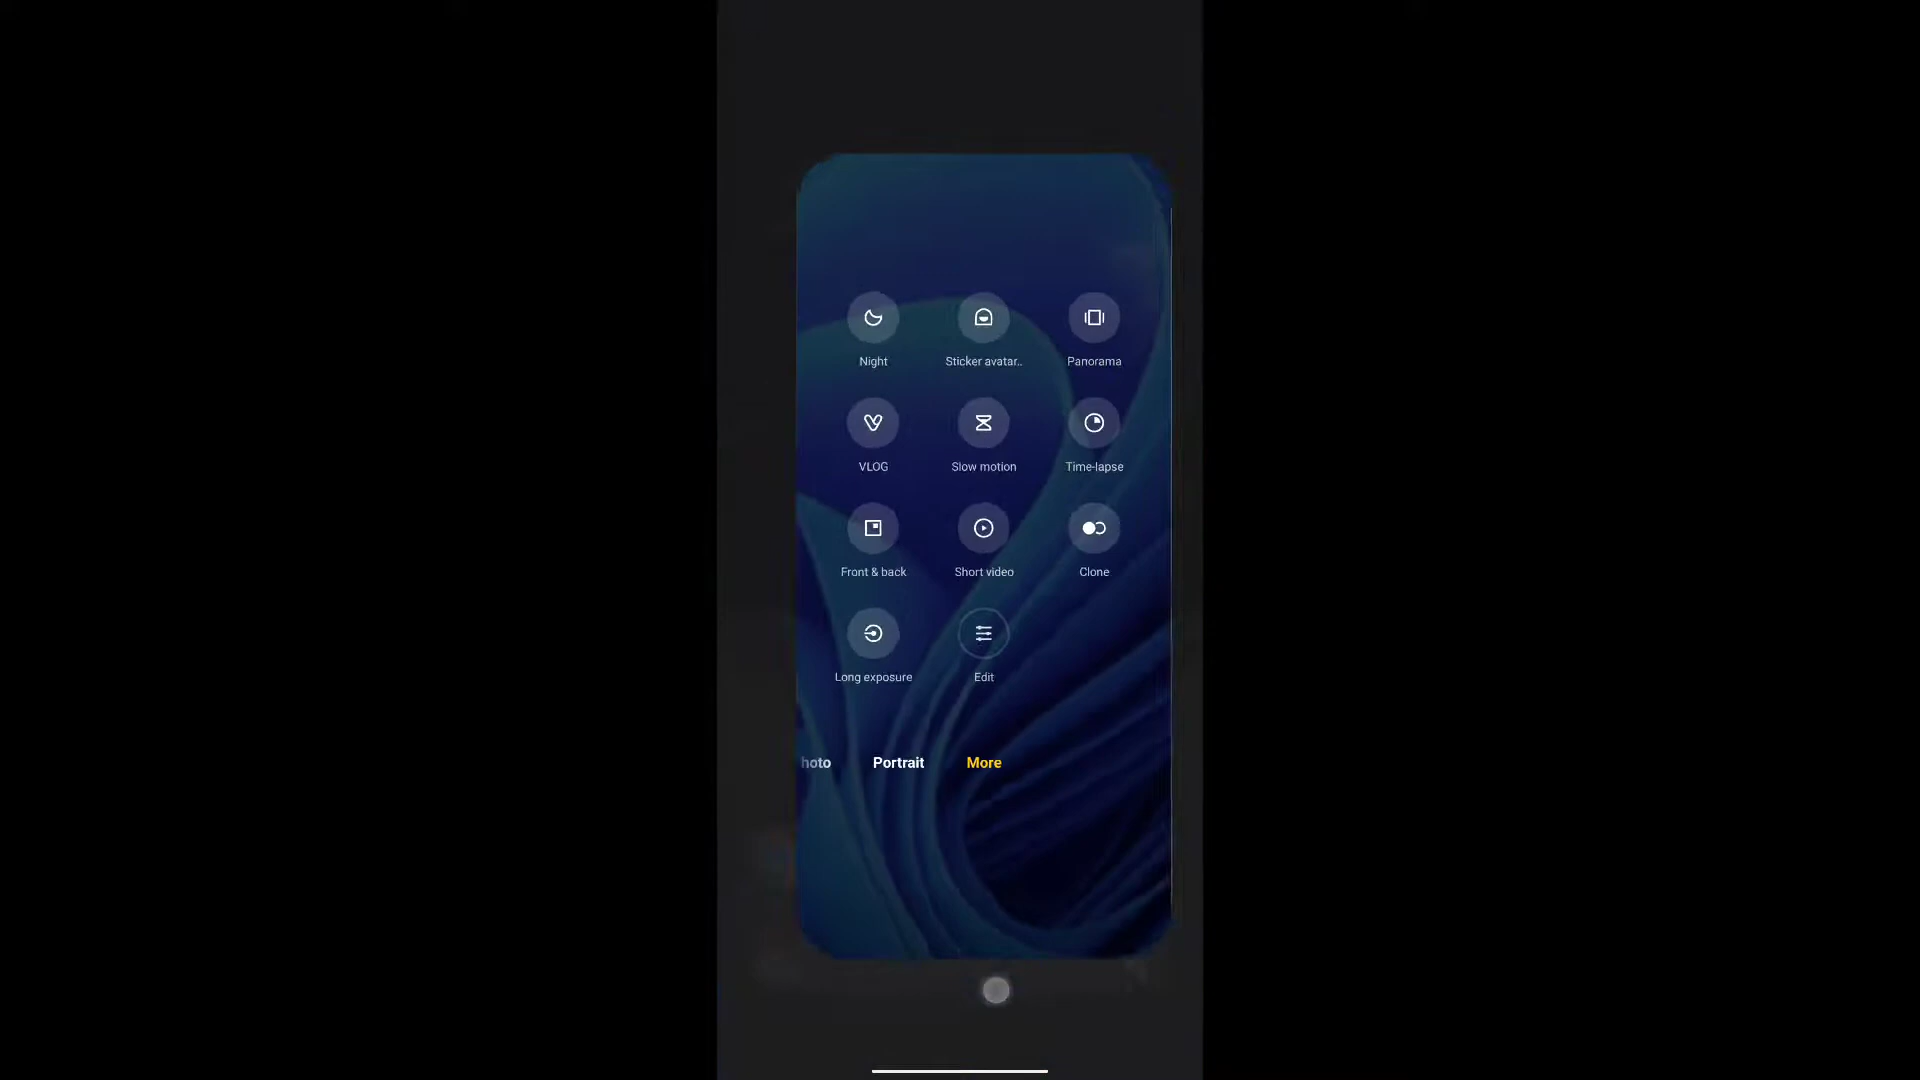 Night
Sticker avatar..
Panorama
VLOG
Slow motion
Time-lapse
Front & back
Short video
Clone
Long exposure
Edit
hoto
Portrait
More